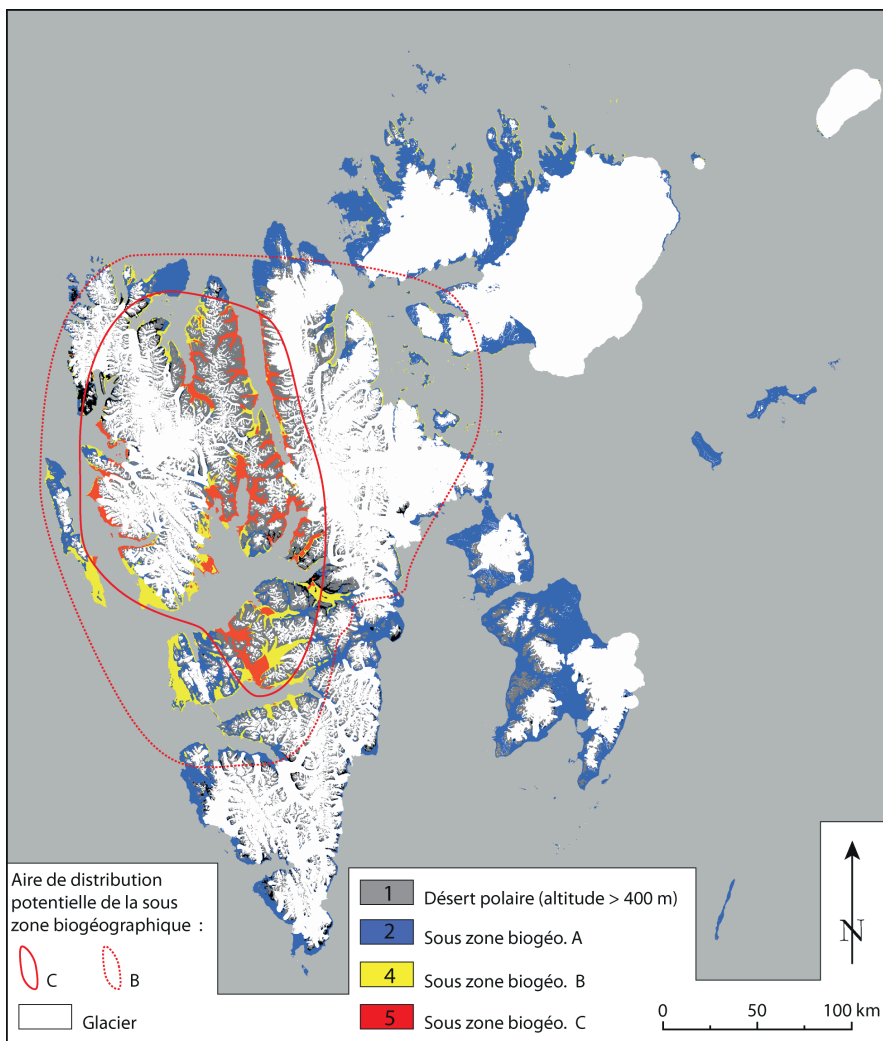 Aire de distribution
potentielle de la sous
zone biogéographique :
C
B
Glacier
1 Désert polaire (altitude > 400 m)
2 Sous zone biogéo. A
4 Sous zone biogéo. B
5 Sous zone biogéo. C
N
0 50 100 km